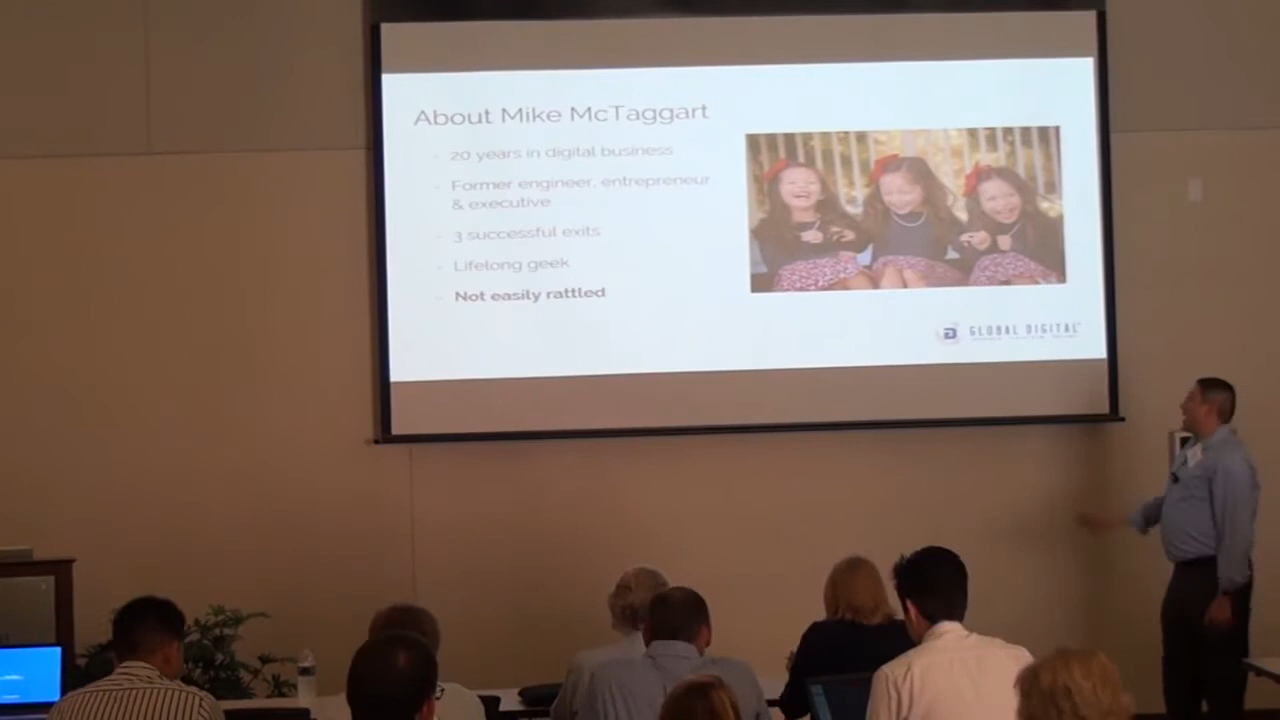 About Mike McTaggart
- 20 years in digital business
- Former engineer, entrepreneur
& executive
- 3 successful exits
- Lifelong geek
- Not easily rattled
GLOBAL DIGITAL